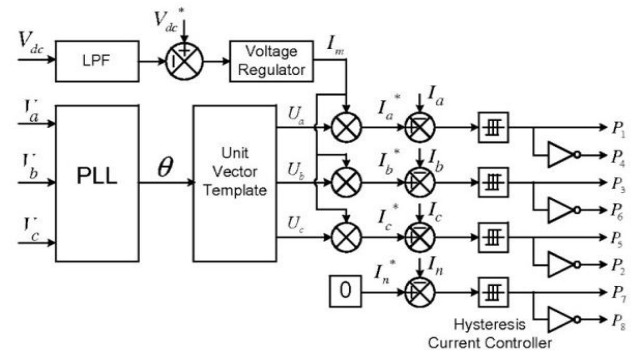 V_dc*
V_dc
LPF
+
Voltage
Regulator
I_m
V_a
V_b
V_c
PLL
θ
Unit
Vector
Template
U_a
U_b
U_c
I_a*
I_a
P_1
P_4
I_b*
I_b
P_3
P_6
I_c*
I_c
P_5
P_2
0
I_n*
I_n
P_7
P_8
Hysteresis
Current Controller